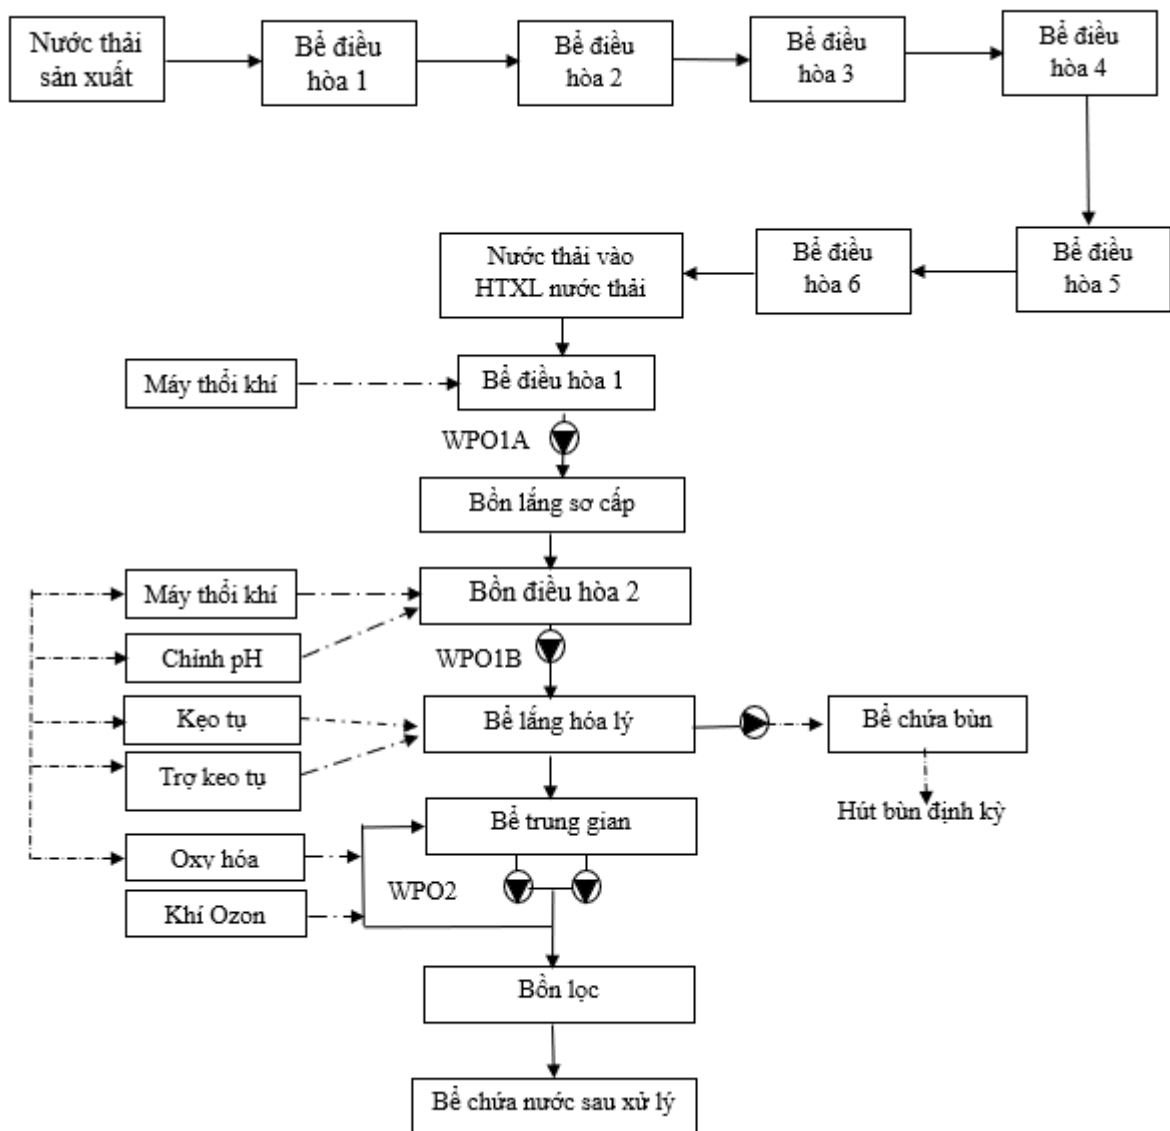 Nước thải
sản xuất
Bể điều
hòa 1
Bể điều
hòa 2
Bể điều
hòa 3
Bể điều
hòa 4
Nước thải vào
HTXL nước thải
Bể điều
hòa 6
Bể điều
hòa 5
Máy thổi khí
Bể điều hòa 1
WPO1A
Bồn lắng sơ cấp
Máy thổi khí
Bồn điều hòa 2
Chính pH
WPO1B
Kẹo tụ
Bể lắng hóa lý
Bể chứa bùn
Trợ keo tụ
Hút bùn định kỳ
Bể trung gian
Oxy hóa
WPO2
Khí Ozon
Bồn lọc
Bể chứa nước sau xử lý